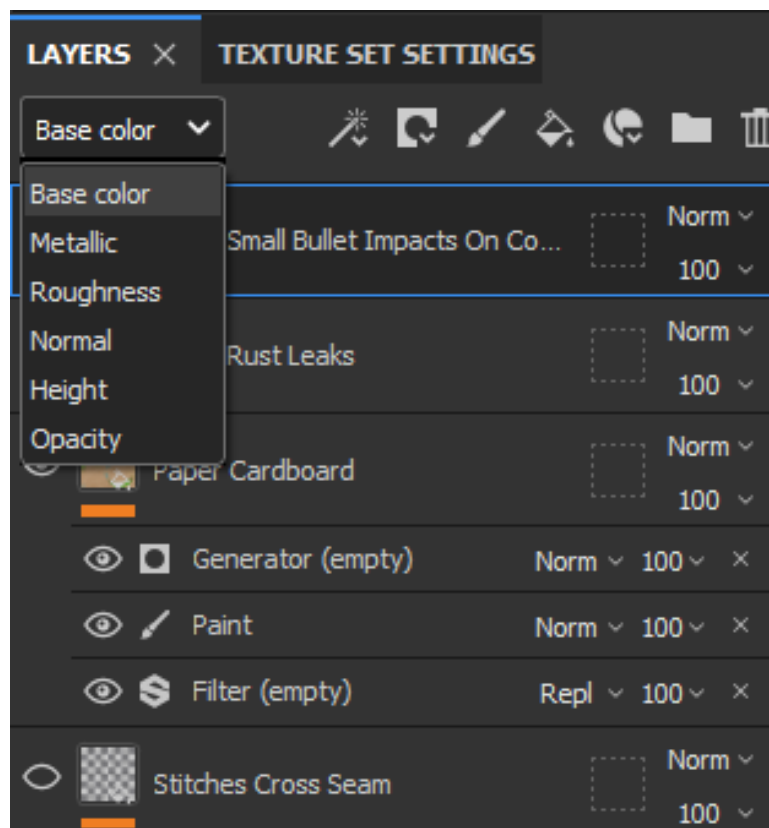 LAYERS TEXTURE SET SETTINGS
Base color
Base color
Metallic
Roughness
Normal
Height
Opacity
Small Bullet Impacts On Co... Norm
100
Rust Leaks Norm
100
Paper Cardboard Norm
100
Generator (empty) Norm 100
Paint Norm 100
Filter (empty) Repl 100
Stitches Cross Seam Norm
100